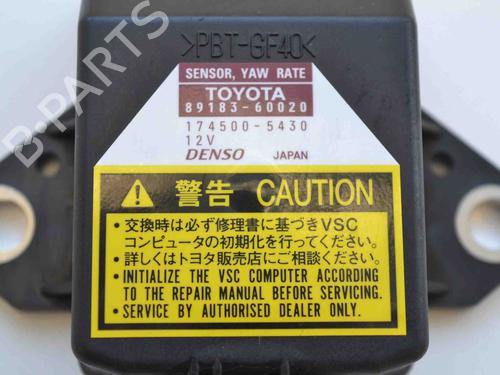 >PBT-GF40<
SENSOR, YAW RATE
TOYOTA
89183-60020
174500-5430
12V
DENSO JAPAN
警告 CAUTION
・交換時は必ず修理書に基づきVSC
コンピュータの初期化を行ってください。
・詳しくはトヨタ販売店にご相談ください。
・INITIALIZE THE VSC COMPUTER ACCORDING
TO THE REPAIR MANUAL BEFORE SERVICING.
・SERVICE BY AUTHORISED DEALER ONLY.
B-PARTS